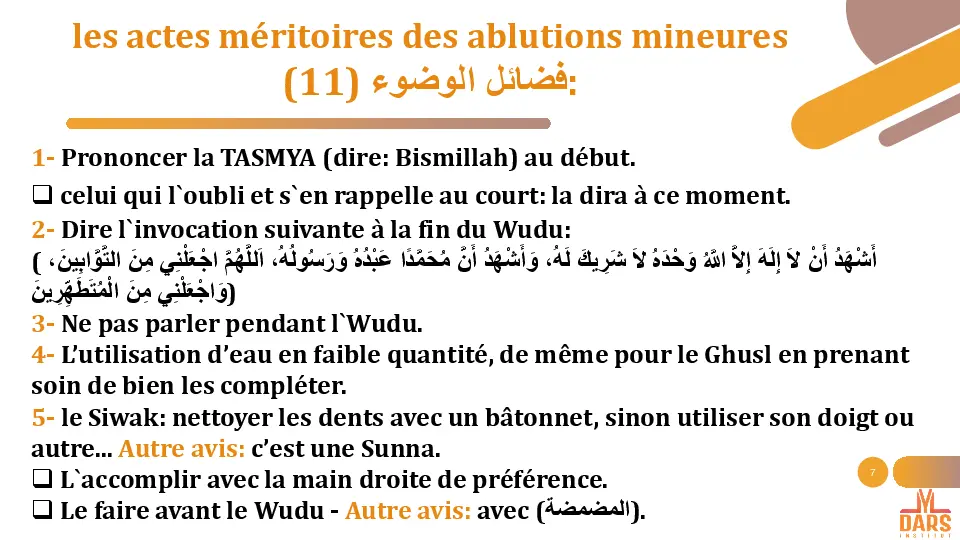 les actes méritoires des ablutions mineures
فضائل الوضوء (11):
1- Prononcer la TASMYA (dire: Bismillah) au début.
❑ celui qui l`oubli et s`en rappelle au court: la dira à ce moment.
2- Dire l`invocation suivante à la fin du Wudu:
( أَشْهَدُ أَنْ لاَ إِلَهَ إِلاَّ اللَّهُ وَحْدَهُ لاَ شَرِيكَ لَهُ، وَأَشْهَدُ أَنَّ مُحَمَّدًا عَبْدُهُ وَرَسُولُهُ، اَللَّهُمَّ اجْعَلْنِي مِنَ التَّوَّابِينَ،
وَاجْعَلْنِي مِنَ الْمُتَطَهِّرِينَ)
3- Ne pas parler pendant l`Wudu.
4- L’utilisation d’eau en faible quantité, de même pour le Ghusl en prenant
soin de bien les compléter.
5- le Siwak: nettoyer les dents avec un bâtonnet, sinon utiliser son doigt ou
autre... Autre avis: c’est une Sunna.
❑ L`accomplir avec la main droite de préférence.
❑ Le faire avant le Wudu - Autre avis: avec (المضمضة).
7
DARS
INSTITUT